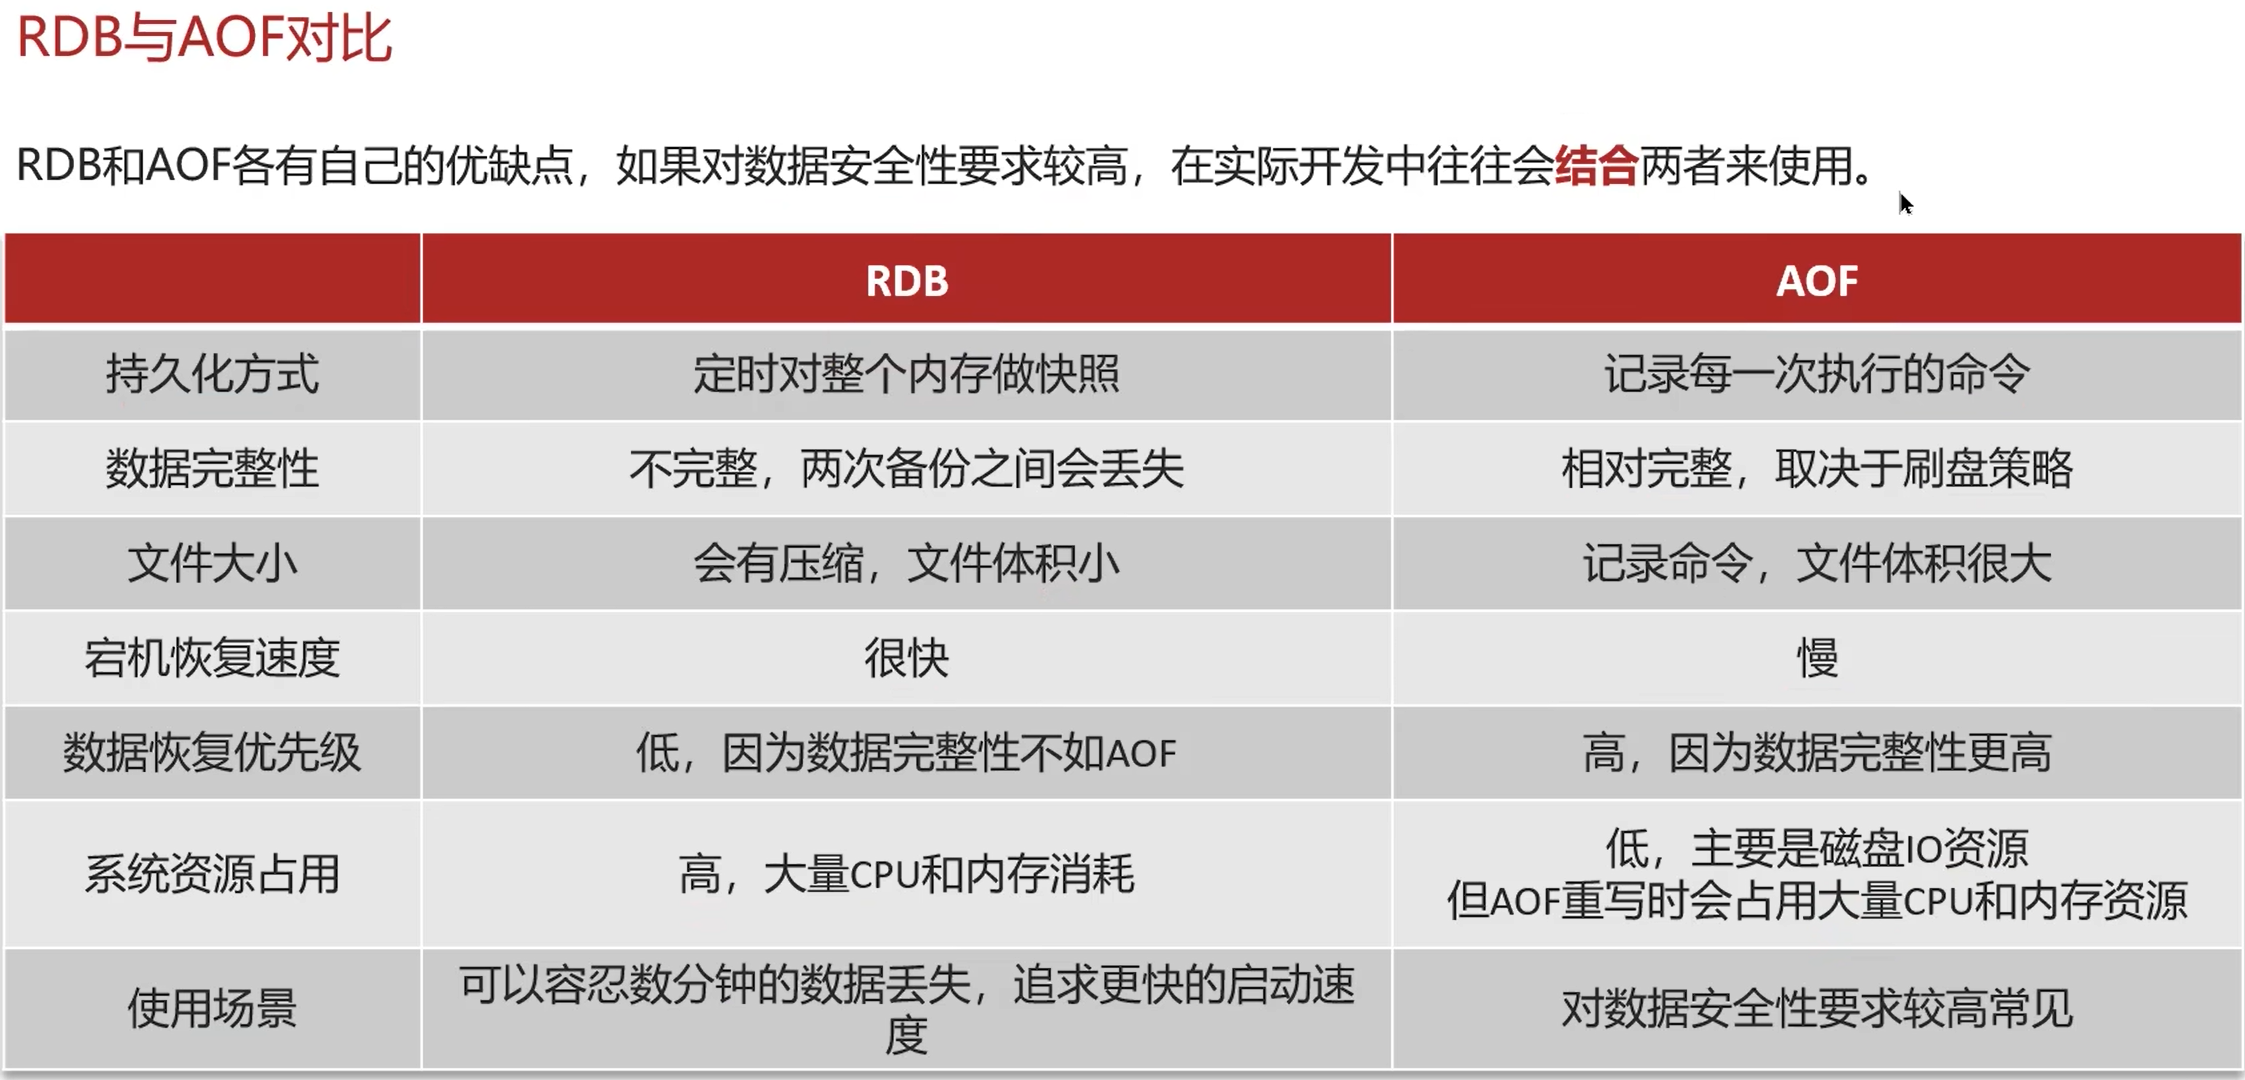 RDB与AOF对比
RDB和AOF各有自己的优缺点，如果对数据安全性要求较高，在实际开发中往往会结合两者来使用。
RDB AOF
持久化方式 定时对整个内存做快照 记录每一次执行的命令
数据完整性 不完整，两次备份之间会丢失 相对完整，取决于刷盘策略
文件大小 会有压缩，文件体积小 记录命令，文件体积很大
宕机恢复速度 很快 慢
数据恢复优先级 低，因为数据完整性不如AOF 高，因为数据完整性更高
系统资源占用 高，大量CPU和内存消耗 低，主要是磁盘IO资源
但AOF重写时会占用大量CPU和内存资源
使用场景 可以容忍数分钟的数据丢失，追求更快的启动速
度 对数据安全性要求较高常见